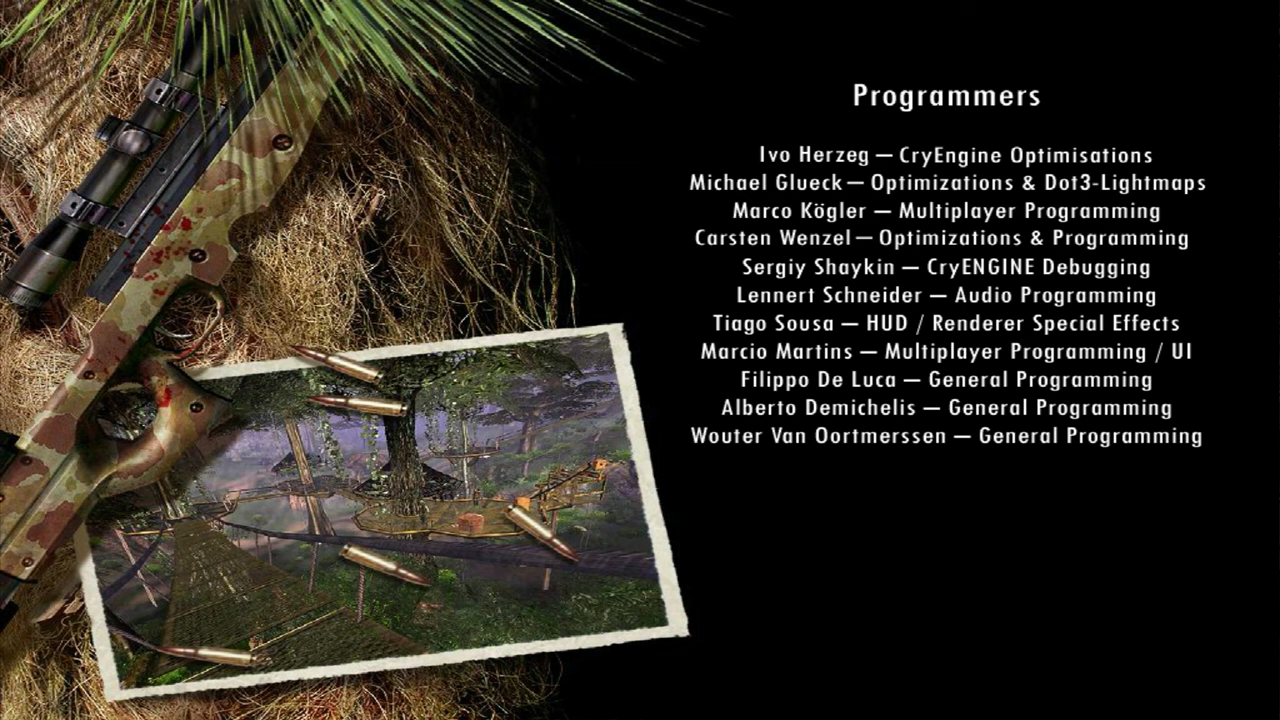 Programmers
Ivo Herzeg — CryEngine Optimisations
Michael Glueck — Optimizations & Dot3-Lightmaps
Marco Kögler — Multiplayer Programming
Carsten Wenzel — Optimizations & Programming
Sergiy Shaykin — CryENGINE Debugging
Lennert Schneider — Audio Programming
Tiago Sousa — HUD / Renderer Special Effects
Marcio Martins — Multiplayer Programming / UI
Filippo De Luca — General Programming
Alberto Demichelis — General Programming
Wouter Van Oortmerssen — General Programming